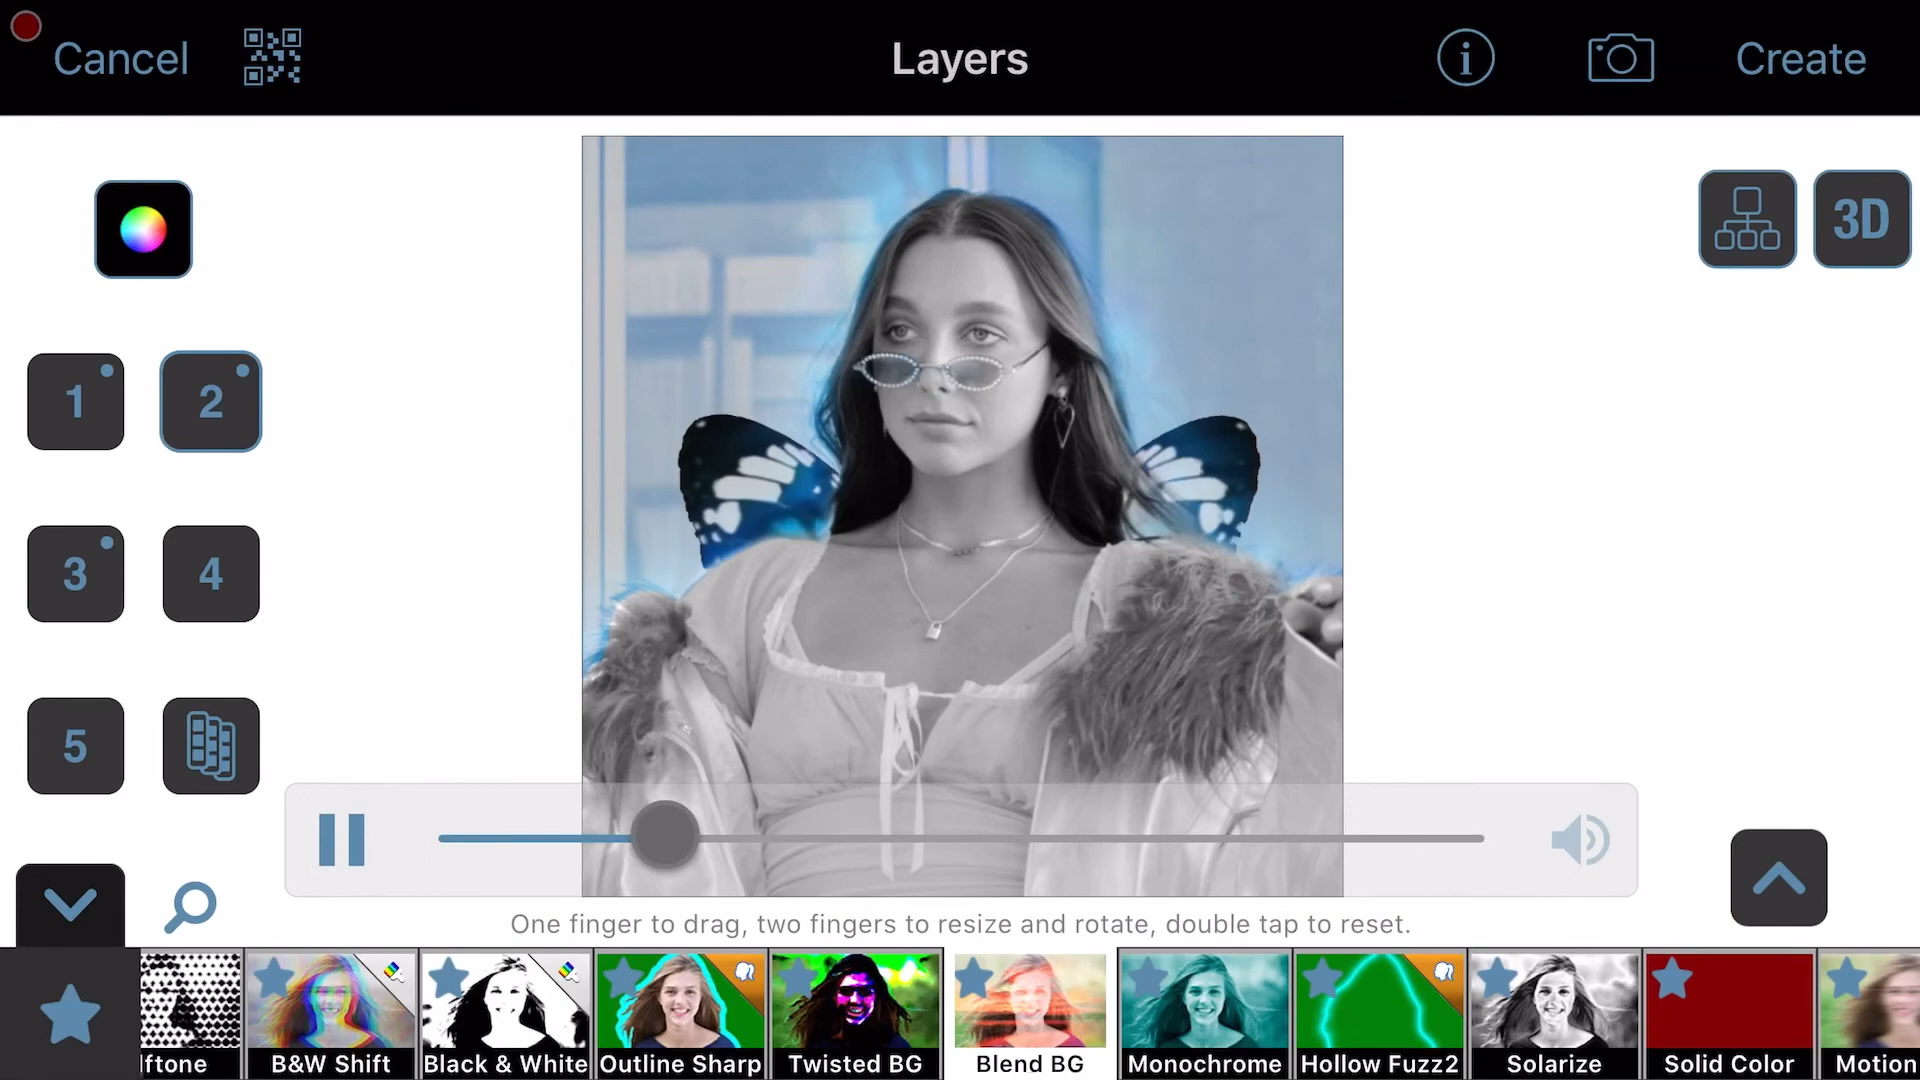 Cancel
Layers
Create
3D
1
2
3
4
5
One finger to drag, two fingers to resize and rotate, double tap to reset.
lftone
B&W Shift
Black & White
Outline Sharp
Twisted BG
Blend BG
Monochrome
Hollow Fuzz2
Solarize
Solid Color
Motion